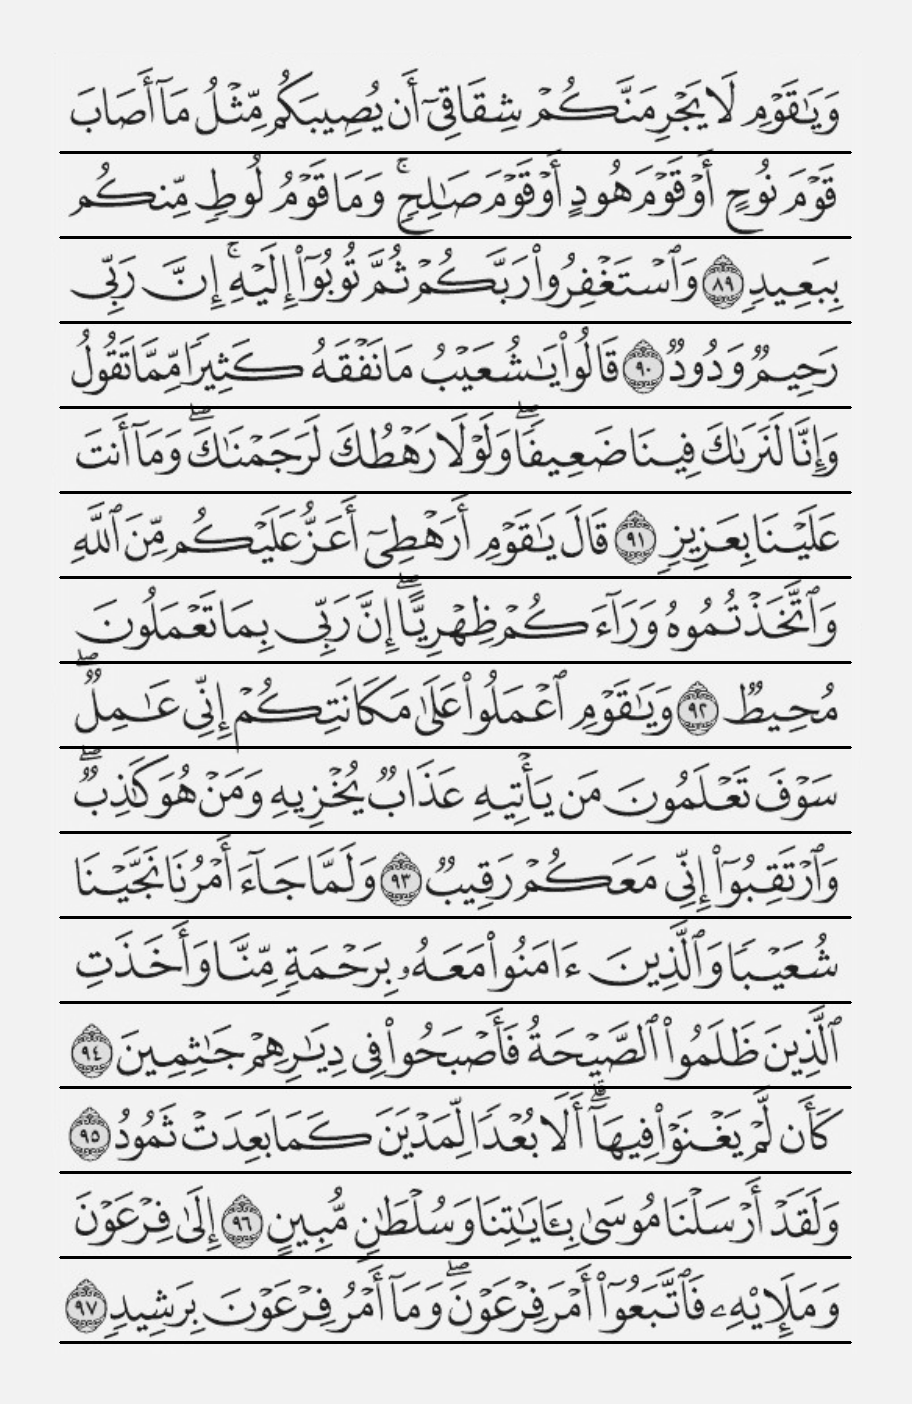 وَيَٰقَوۡمِ لَا يَجۡرِمَنَّكُمۡ شِقَاقِيٓ أَن يُصِيبَكُم مِّثۡلُ مَآ أَصَابَ
قَوۡمَ نُوحٍ أَوۡ قَوۡمَ هُودٍ أَوۡ قَوۡمَ صَٰلِحٖۚ وَمَا قَوۡمُ لُوطٖ مِّنكُم
بِبَعِيدٖ ٨٩ وَٱسۡتَغۡفِرُواْ رَبَّكُمۡ ثُمَّ تُوبُوٓاْ إِلَيۡهِۚ إِنَّ رَبِّي
رَحِيمٞ وَدُودٞ ٩٠ قَالُواْ يَٰشُعَيۡبُ مَا نَفۡقَهُ كَثِيرٗا مِّمَّا تَقُولُ
وَإِنَّا لَنَرَىٰكَ فِينَا ضَعِيفٗاۖ وَلَوۡلَا رَهۡطُكَ لَرَجَمۡنَٰكَۖ وَمَآ أَنتَ
عَلَيۡنَا بِعَزِيزٖ ٩١ قَالَ يَٰقَوۡمِ أَرَهۡطِيٓ أَعَزُّ عَلَيۡكُم مِّنَ ٱللَّهِ
وَٱتَّخَذۡتُمُوهُ وَرَآءَكُمۡ ظِهۡرِيًّاۖ إِنَّ رَبِّي بِمَا تَعۡمَلُونَ
مُحِيطٞ ٩٢ وَيَٰقَوۡمِ ٱعۡمَلُواْ عَلَىٰ مَكَانَتِكُمۡ إِنِّي عَٰمِلٞۖ
سَوۡفَ تَعۡلَمُونَ مَن يَأۡتِيهِ عَذَابٞ يُخۡزِيهِ وَمَنۡ هُوَ كَٰذِبٞۖ
وَٱرۡتَقِبُوٓاْ إِنِّي مَعَكُمۡ رَقِيبٞ ٩٣ وَلَمَّا جَآءَ أَمۡرُنَا نَجَّيۡنَا
شُعَيۡبٗا وَٱلَّذِينَ ءَامَنُواْ مَعَهُۥ بِرَحۡمَةٖ مِّنَّا وَأَخَذَتِ
ٱلَّذِينَ ظَلَمُواْ ٱلصَّيۡحَةُ فَأَصۡبَحُواْ فِي دِيَٰرِهِمۡ جَٰثِمِينَ ٩٤
كَأَن لَّمۡ يَغۡنَوۡاْ فِيهَآۗ أَلَا بُعۡدٗا لِّمَدۡيَنَ كَمَا بَعِدَتۡ ثَمُودُ ٩٥
وَلَقَدۡ أَرۡسَلۡنَا مُوسَىٰ بِـَٔايَٰتِنَا وَسُلۡطَٰنٖ مُّبِينٍ ٩٦ إِلَىٰ فِرۡعَوۡنَ
وَمَلَإِيْهِۦ فَٱتَّبَعُوٓاْ أَمۡرَ فِرۡعَوۡنَۖ وَمَآ أَمۡرُ فِرۡعَوۡنَ بِرَشِيدٖ ٩٧